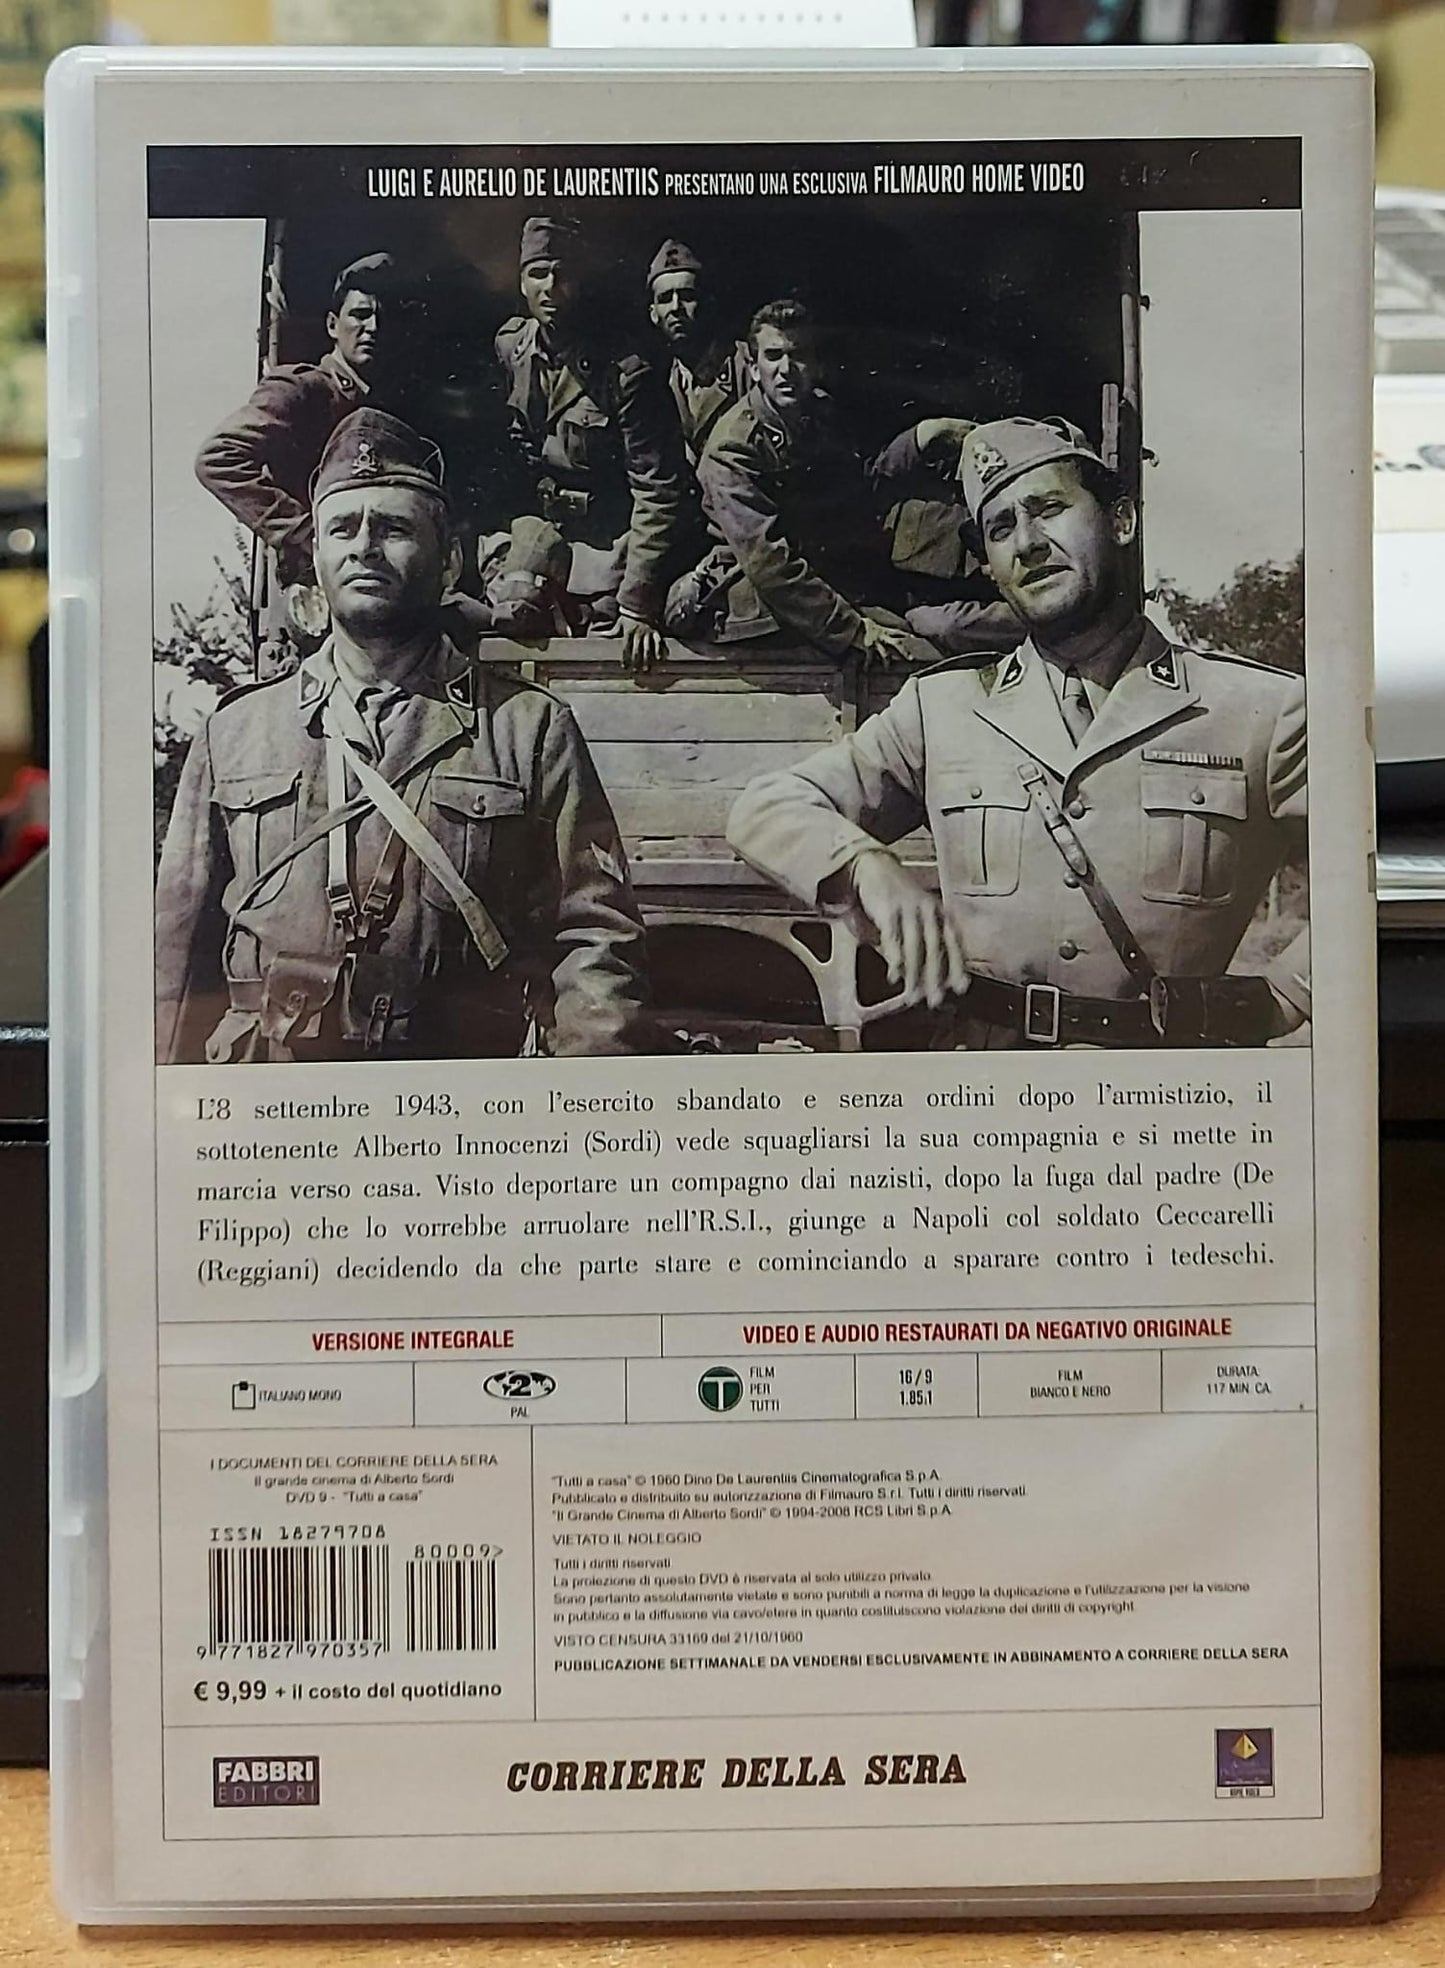 LUIGI E AURELIO DE LAURENTIIS PRESENTANO UNA ESCLUSIVA FILMAURO HOME VIDEO
L'8 settembre 1943, con l'esercito sbandato e senza ordini dopo l'armistizio, il
sottotenente Alberto Innocenzi (Sordi) vede squagliarsi la sua compagnia e si mette in
marcia verso casa. Visto deportare un compagno dai nazisti, dopo la fuga dal padre (De
Filippo) che lo vorrebbe arruolare nell'R.S.I., giunge a Napoli col soldato Ceccarelli
(Reggiani) decidendo da che parte stare e cominciando a sparare contro i tedeschi.
VERSIONE INTEGRALE
VIDEO E AUDIO RESTAURATI DA NEGATIVO ORIGINALE
ITALIANO MONO
2
PAL
T
FILM
PER
TUTTI
16/9
1.85:1
FILM
BIANCO E NERO
DURATA:
117 MIN. CA.
I DOCUMENTI DEL CORRIERE DELLA SERA
Il grande cinema di Alberto Sordi
DVD 9 - "Tutti a casa"
ISSN 18279708
80009>
9 771827 970357
€ 9,99 + il costo del quotidiano
"Tutti a casa" © 1960 Dino De Laurentiis Cinematografica S.p.A.
Pubblicato e distribuito su autorizzazione di Filmauro S.r.l. Tutti i diritti riservati
"Il Grande Cinema di Alberto Sordi" © 1994-2008 RCS Libri S.p.A.
VIETATO IL NOLEGGIO
Tutti i diritti riservati.
La proiezione di questo DVD è riservata al solo utilizzo privato.
Sono pertanto assolutamente vietate e sono punibili a norma di legge la duplicazione e l'utilizzazione per la visione
in pubblico e la diffusione via cavo/etere in quanto costituiscono violazione dei diritti di copyright.
VISTO CENSURA 33169 del 21/10/1960
PUBBLICAZIONE SETTIMANALE DA VENDERSI ESCLUSIVAMENTE IN ABBINAMENTO A CORRIERE DELLA SERA
FABBRI
EDITORI
CORRIERE DELLA SERA